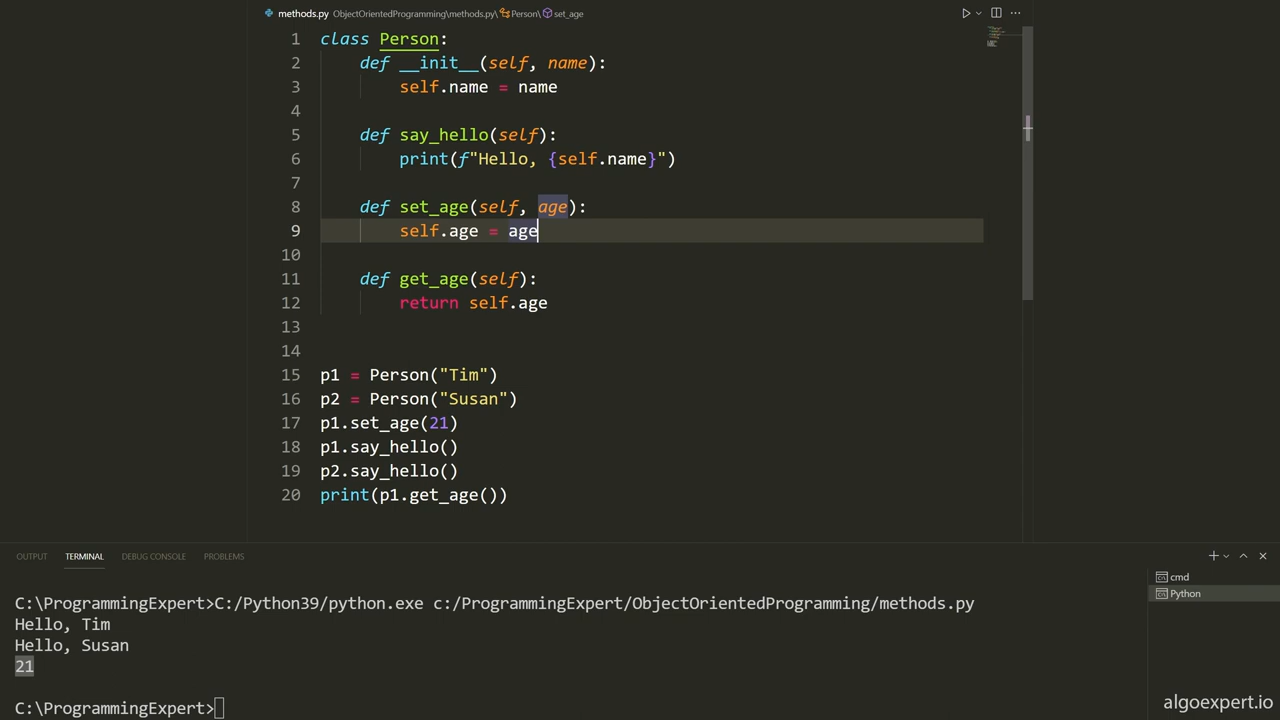 methods.py ObjectOrientedProgramming\methods.py\Person\set_age
1 class Person:
2 def __init__(self, name):
3 self.name = name
4
5 def say_hello(self):
6 print(f"Hello, {self.name}")
7
8 def set_age(self, age):
9 self.age = age
10
11 def get_age(self):
12 return self.age
13
14
15 p1 = Person("Tim")
16 p2 = Person("Susan")
17 p1.set_age(21)
18 p1.say_hello()
19 p2.say_hello()
20 print(p1.get_age())
OUTPUT TERMINAL DEBUG CONSOLE PROBLEMS
cmd
Python
C:\ProgrammingExpert>C:/Python39/python.exe c:/ProgrammingExpert/ObjectOrientedProgramming/methods.py
Hello, Tim
Hello, Susan
21
C:\ProgrammingExpert>
algoexpert.io